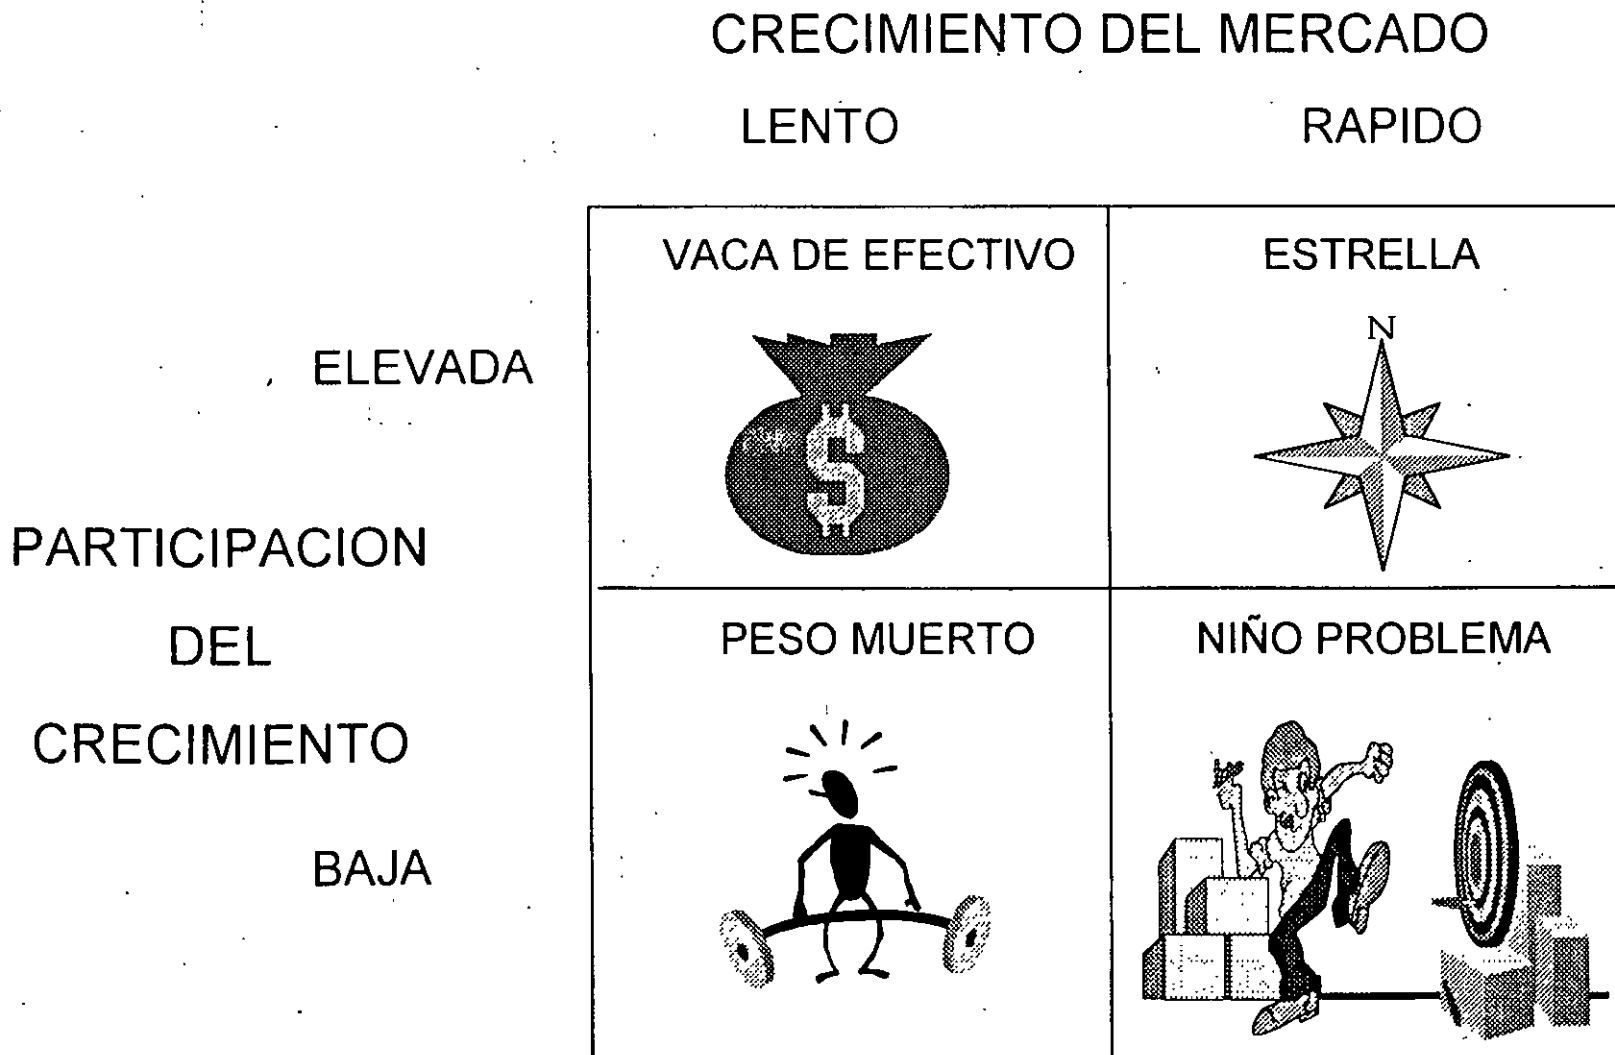 CRECIMIENTO DEL MERCADO
LENTO RAPIDO
VACA DE EFECTIVO ESTRELLA
N
ELEVADA
$
PARTICIPACION
DEL
CRECIMIENTO
PESO MUERTO NIÑO PROBLEMA
BAJA